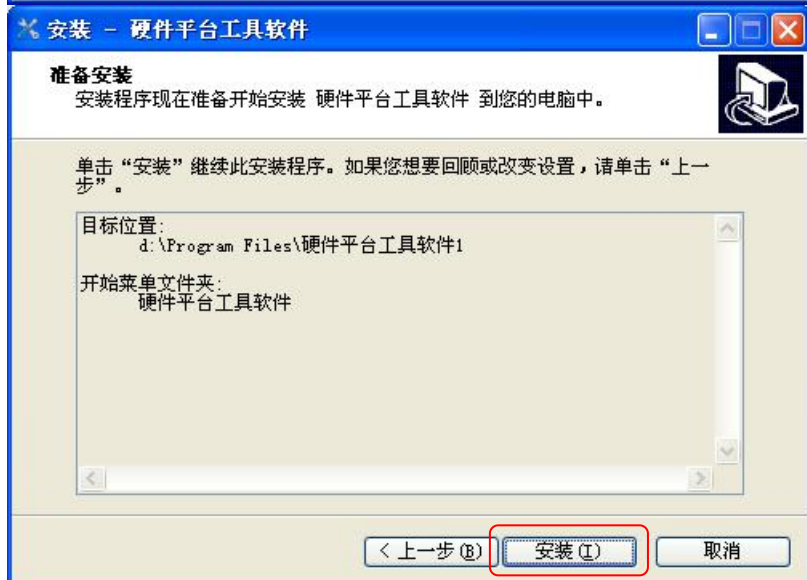 安装 - 硬件平台工具软件
准备安装
安装程序现在准备开始安装 硬件平台工具软件 到您的电脑中。
单击“安装”继续此安装程序。如果您想要回顾或改变设置，请单击“上一
步”。
目标位置:
d:\Program Files\硬件平台工具软件1
开始菜单文件夹:
硬件平台工具软件
< 上一步(B) 安装(I) 取消